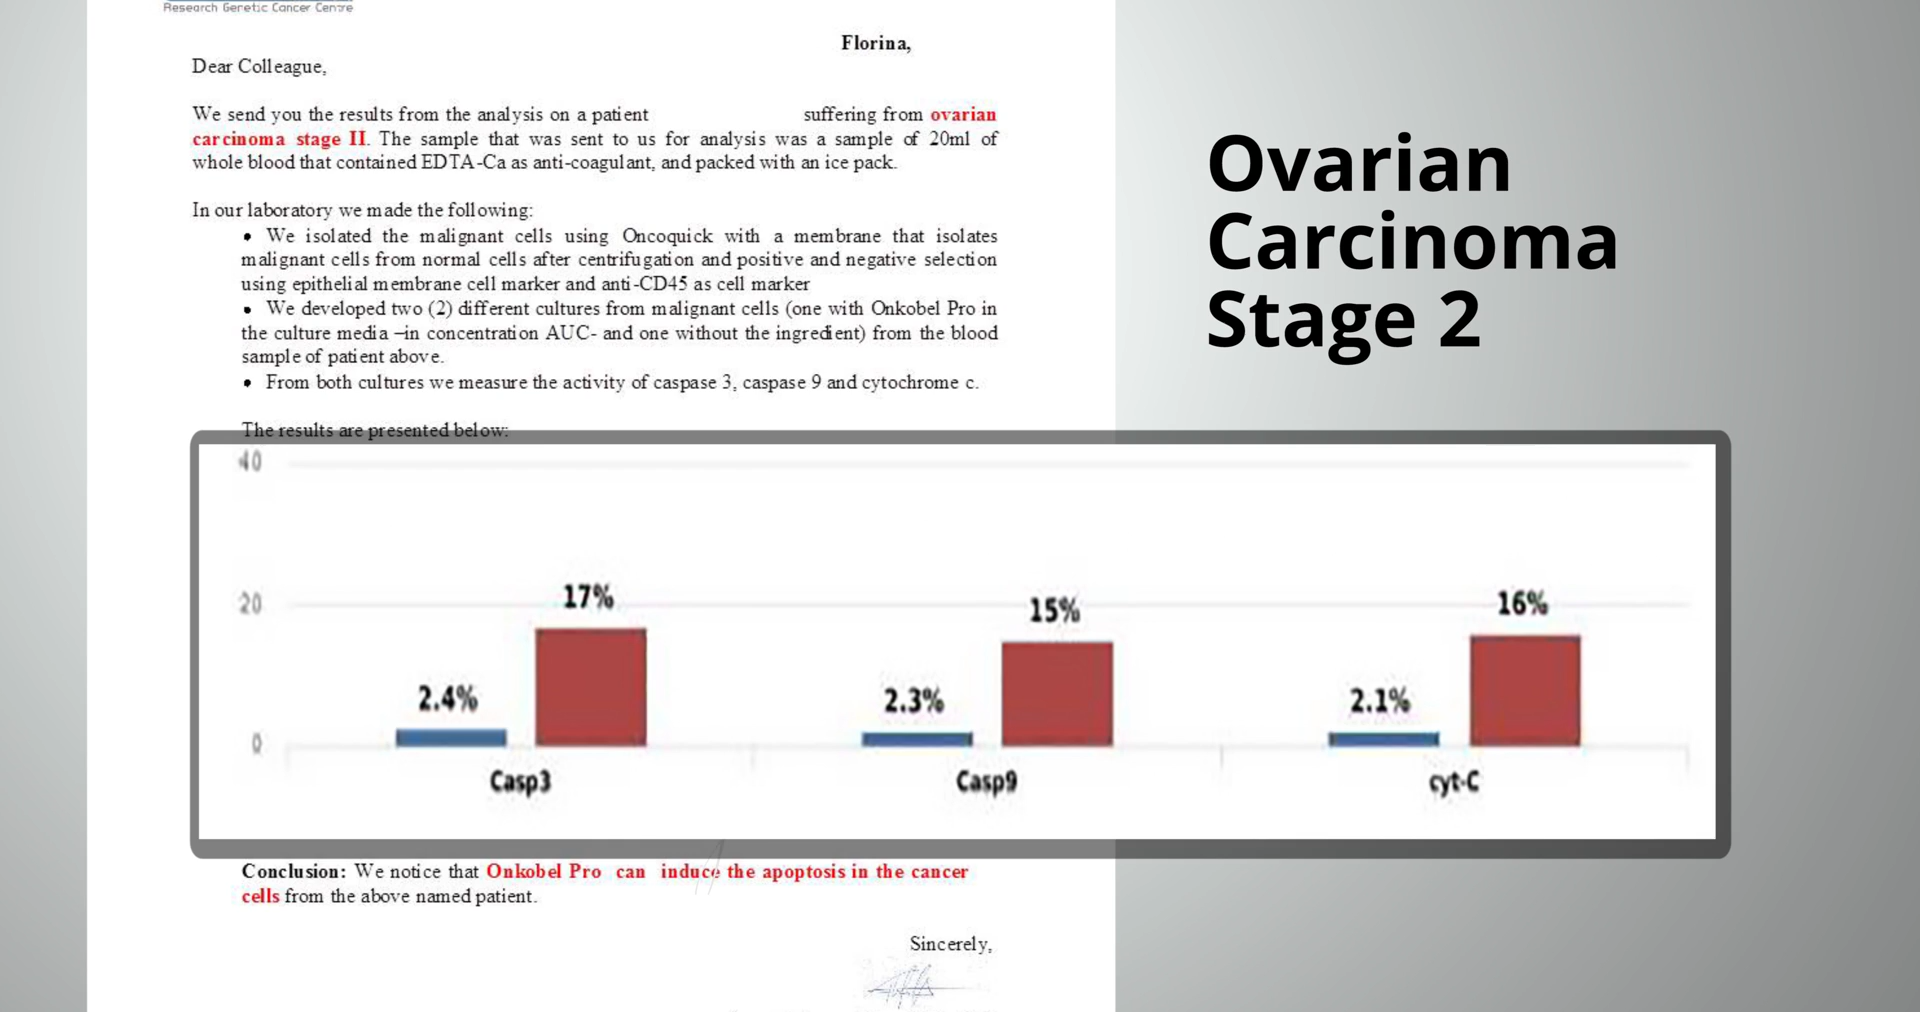 Research Genetic Cancer Centre
Florina,
Dear Colleague,
We send you the results from the analysis on a patient suffering from ovarian
carcinoma stage II. The sample that was sent to us for analysis was a sample of 20ml of
whole blood that contained EDTA-Ca as anti-coagulant, and packed with an ice pack.
In our laboratory we made the following:
• We isolated the malignant cells using Oncoquick with a membrane that isolates
malignant cells from normal cells after centrifugation and positive and negative selection
using epithelial membrane cell marker and anti-CD45 as cell marker
• We developed two (2) different cultures from malignant cells (one with Onkobel Pro in
the culture media –in concentration AUC- and one without the ingredient) from the blood
sample of patient above.
• From both cultures we measure the activity of caspase 3, caspase 9 and cytochrome c.
The results are presented below:
Ovarian
Carcinoma
Stage 2
40
20
0
2.4% 17% 2.3% 15% 2.1% 16%
Casp3 Casp9 cyt-C
Conclusion: We notice that Onkobel Pro can induce the apoptosis in the cancer
cells from the above named patient.
Sincerely,